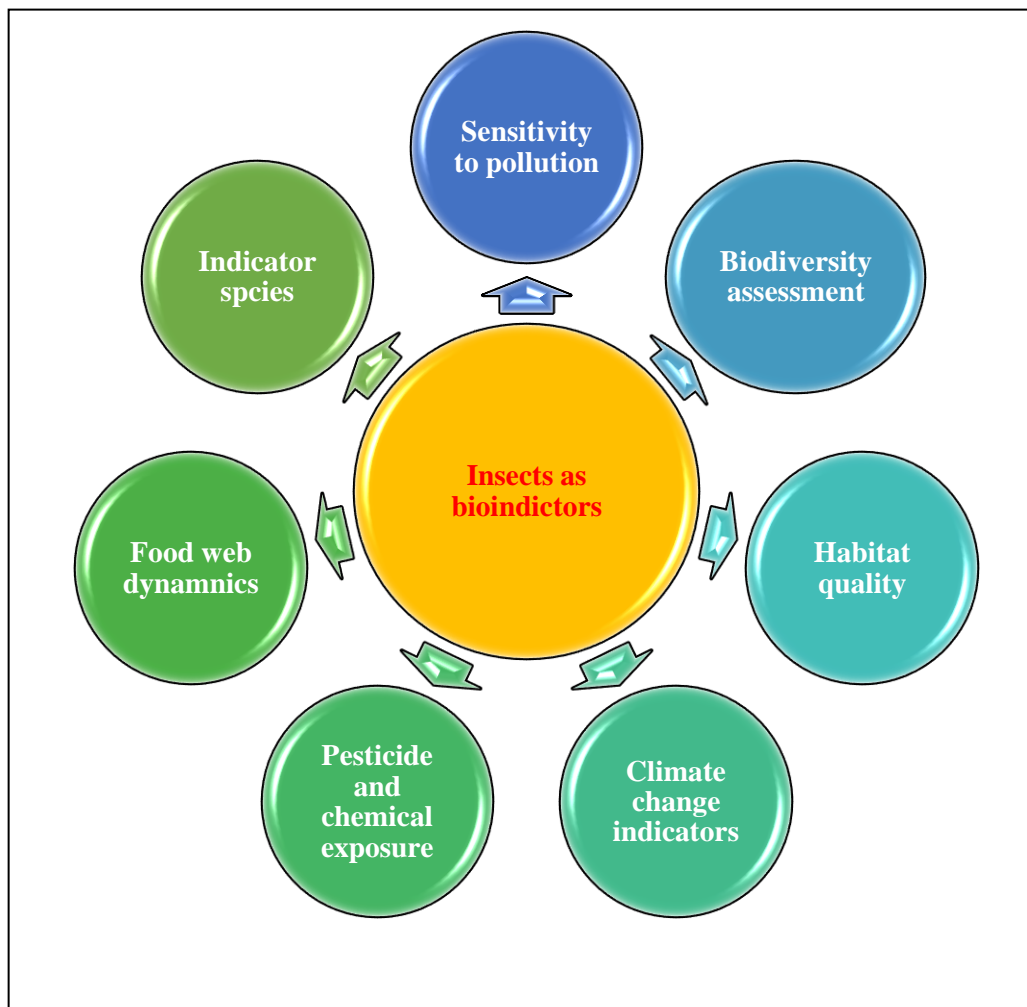 Sensitivity
to pollution
Biodiversity
assessment
Habitat
quality
Climate
change
indicators
Pesticide
and
chemical
exposure
Food web
dynamnics
Indicator
spcies
Insects as
bioindictors